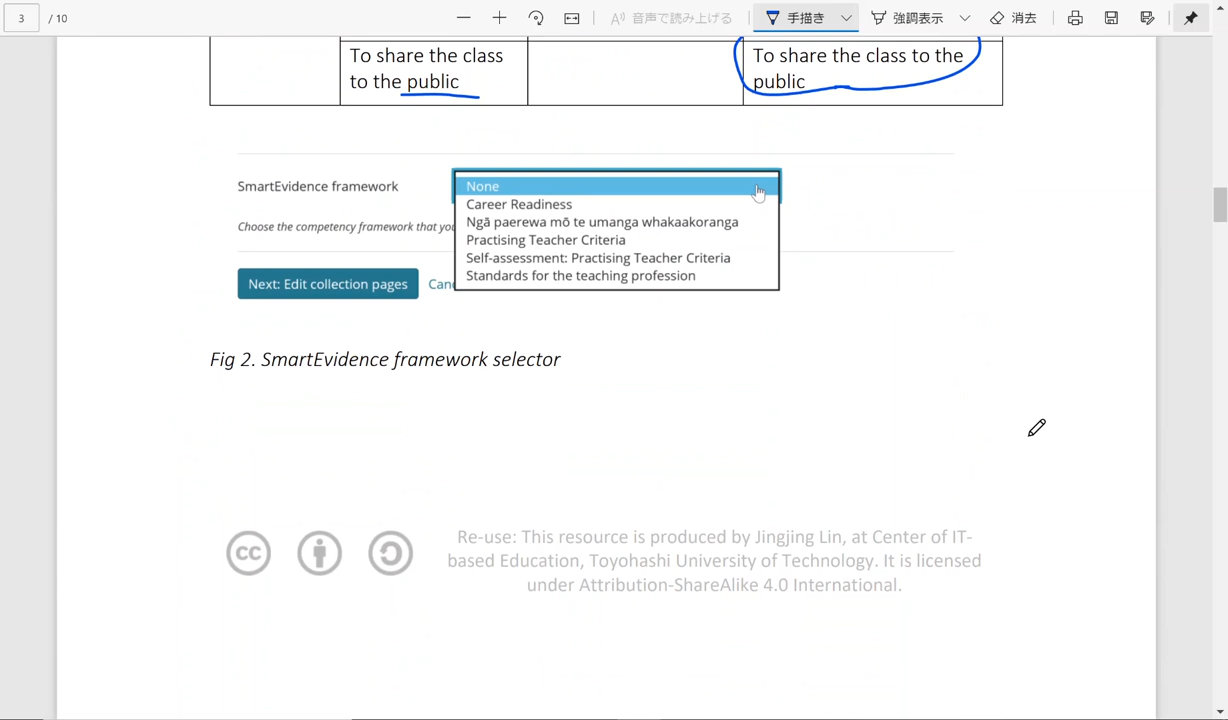 3 / 10
音声で読み上げる
手描き
強調表示
消去
To share the class
to the public
To share the class to the
public
SmartEvidence framework
None
Career Readiness
Ngā paerewa mō te umanga whakaakoranga
Practising Teacher Criteria
Self-assessment: Practising Teacher Criteria
Standards for the teaching profession
Choose the competency framework that you
Next: Edit collection pages
Fig 2. SmartEvidence framework selector
Re-use: This resource is produced by Jingjing Lin, at Center of IT-
based Education, Toyohashi University of Technology. It is licensed
under Attribution-ShareAlike 4.0 International.